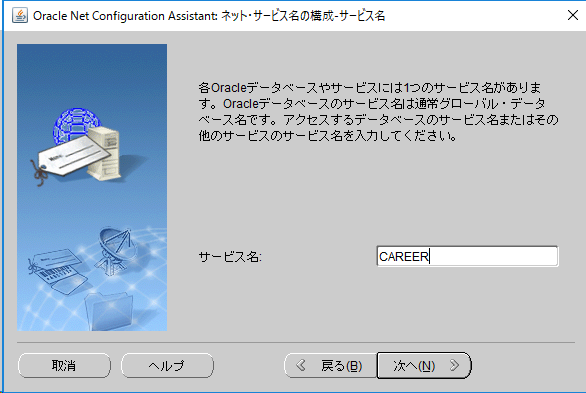 Oracle Net Configuration Assistant: ネット・サービス名の構成-サービス名
各Oracleデータベースやサービスには1つのサービス名がありま
す。Oracleデータベースのサービス名は通常グローバル・データ
ベース名です。アクセスするデータベースのサービス名またはその
他のサービスのサービス名を入力してください。
サービス名: CAREER
取消 ヘルプ 戻る(B) 次へ(N)